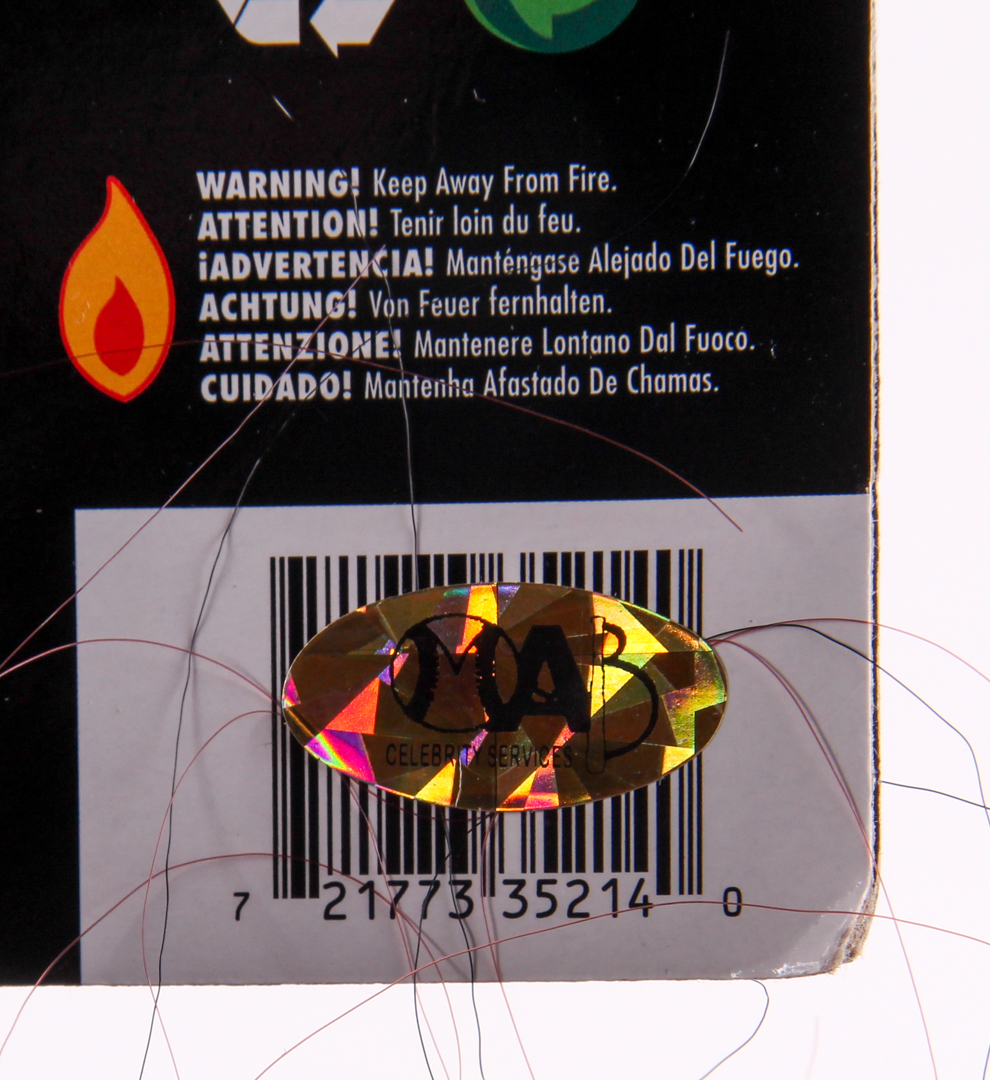 WARNING! Keep Away From Fire.
ATTENTION! Tenir loin du feu.
¡ADVERTENCIA! Manténgase Alejado Del Fuego.
ACHTUNG! Von Feuer fernhalten.
ATTENZIONE! Mantenere Lontano Dal Fuoco.
CUIDADO! Mantenha Afastado De Chamas.
MAB
CELEBRITY SERVICES
7 21773 35214 0